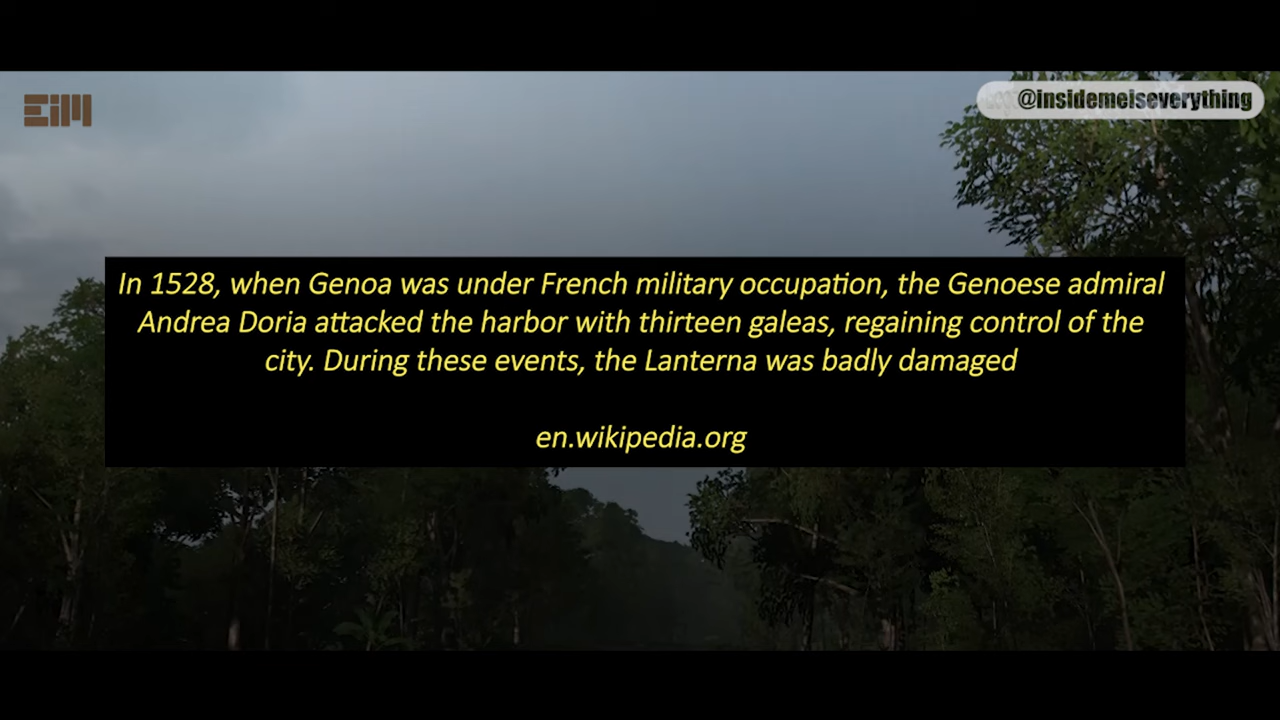 EiM
@insidemeiseverything
In 1528, when Genoa was under French military occupation, the Genoese admiral
Andrea Doria attacked the harbor with thirteen galeas, regaining control of the
city. During these events, the Lanterna was badly damaged
en.wikipedia.org